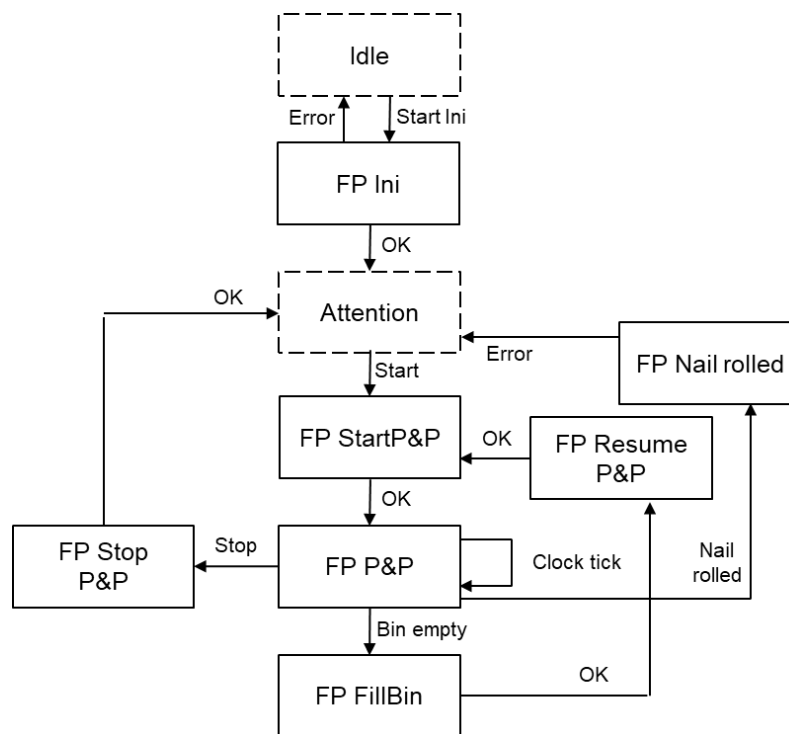 Idle
Error
Start Ini
FP Ini
OK
OK
Attention
Error
FP Nail rolled
Start
FP StartP&P
OK
FP Resume
P&P
OK
FP Stop
P&P
Stop
FP P&P
Clock tick
Nail
rolled
Bin empty
FP FillBin
OK